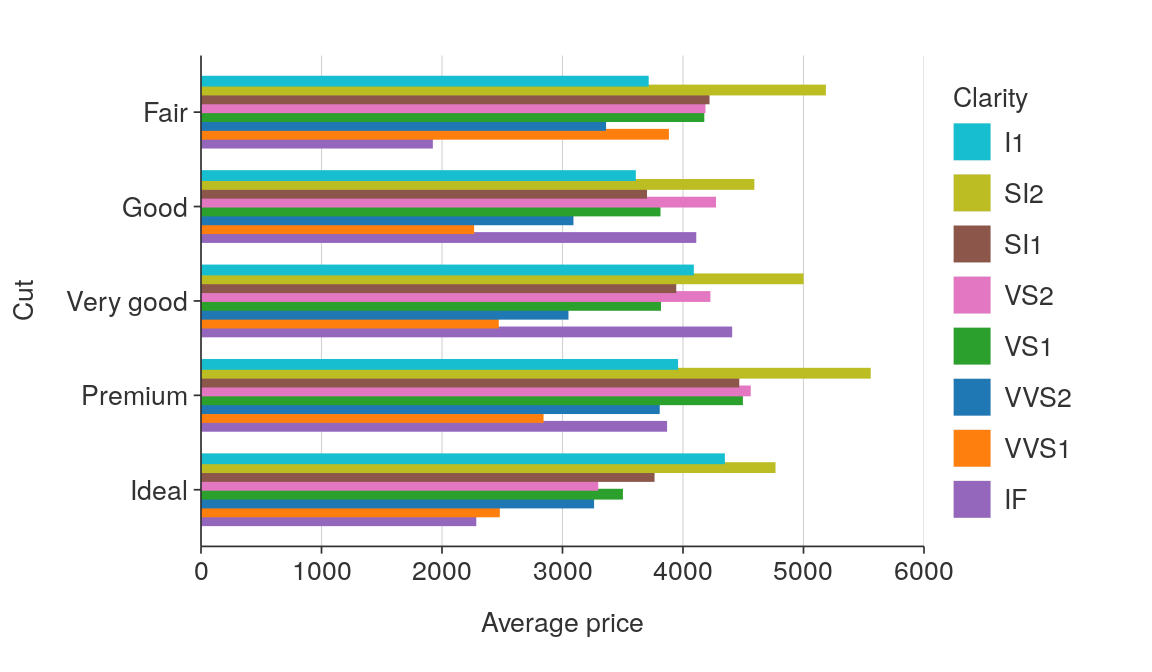 Clarity
I1
SI2
SI1
VS2
VS1
VVS2
VVS1
IF
Cut
Fair
Good
Very good
Premium
Ideal
0 1000 2000 3000 4000 5000 6000
Average price